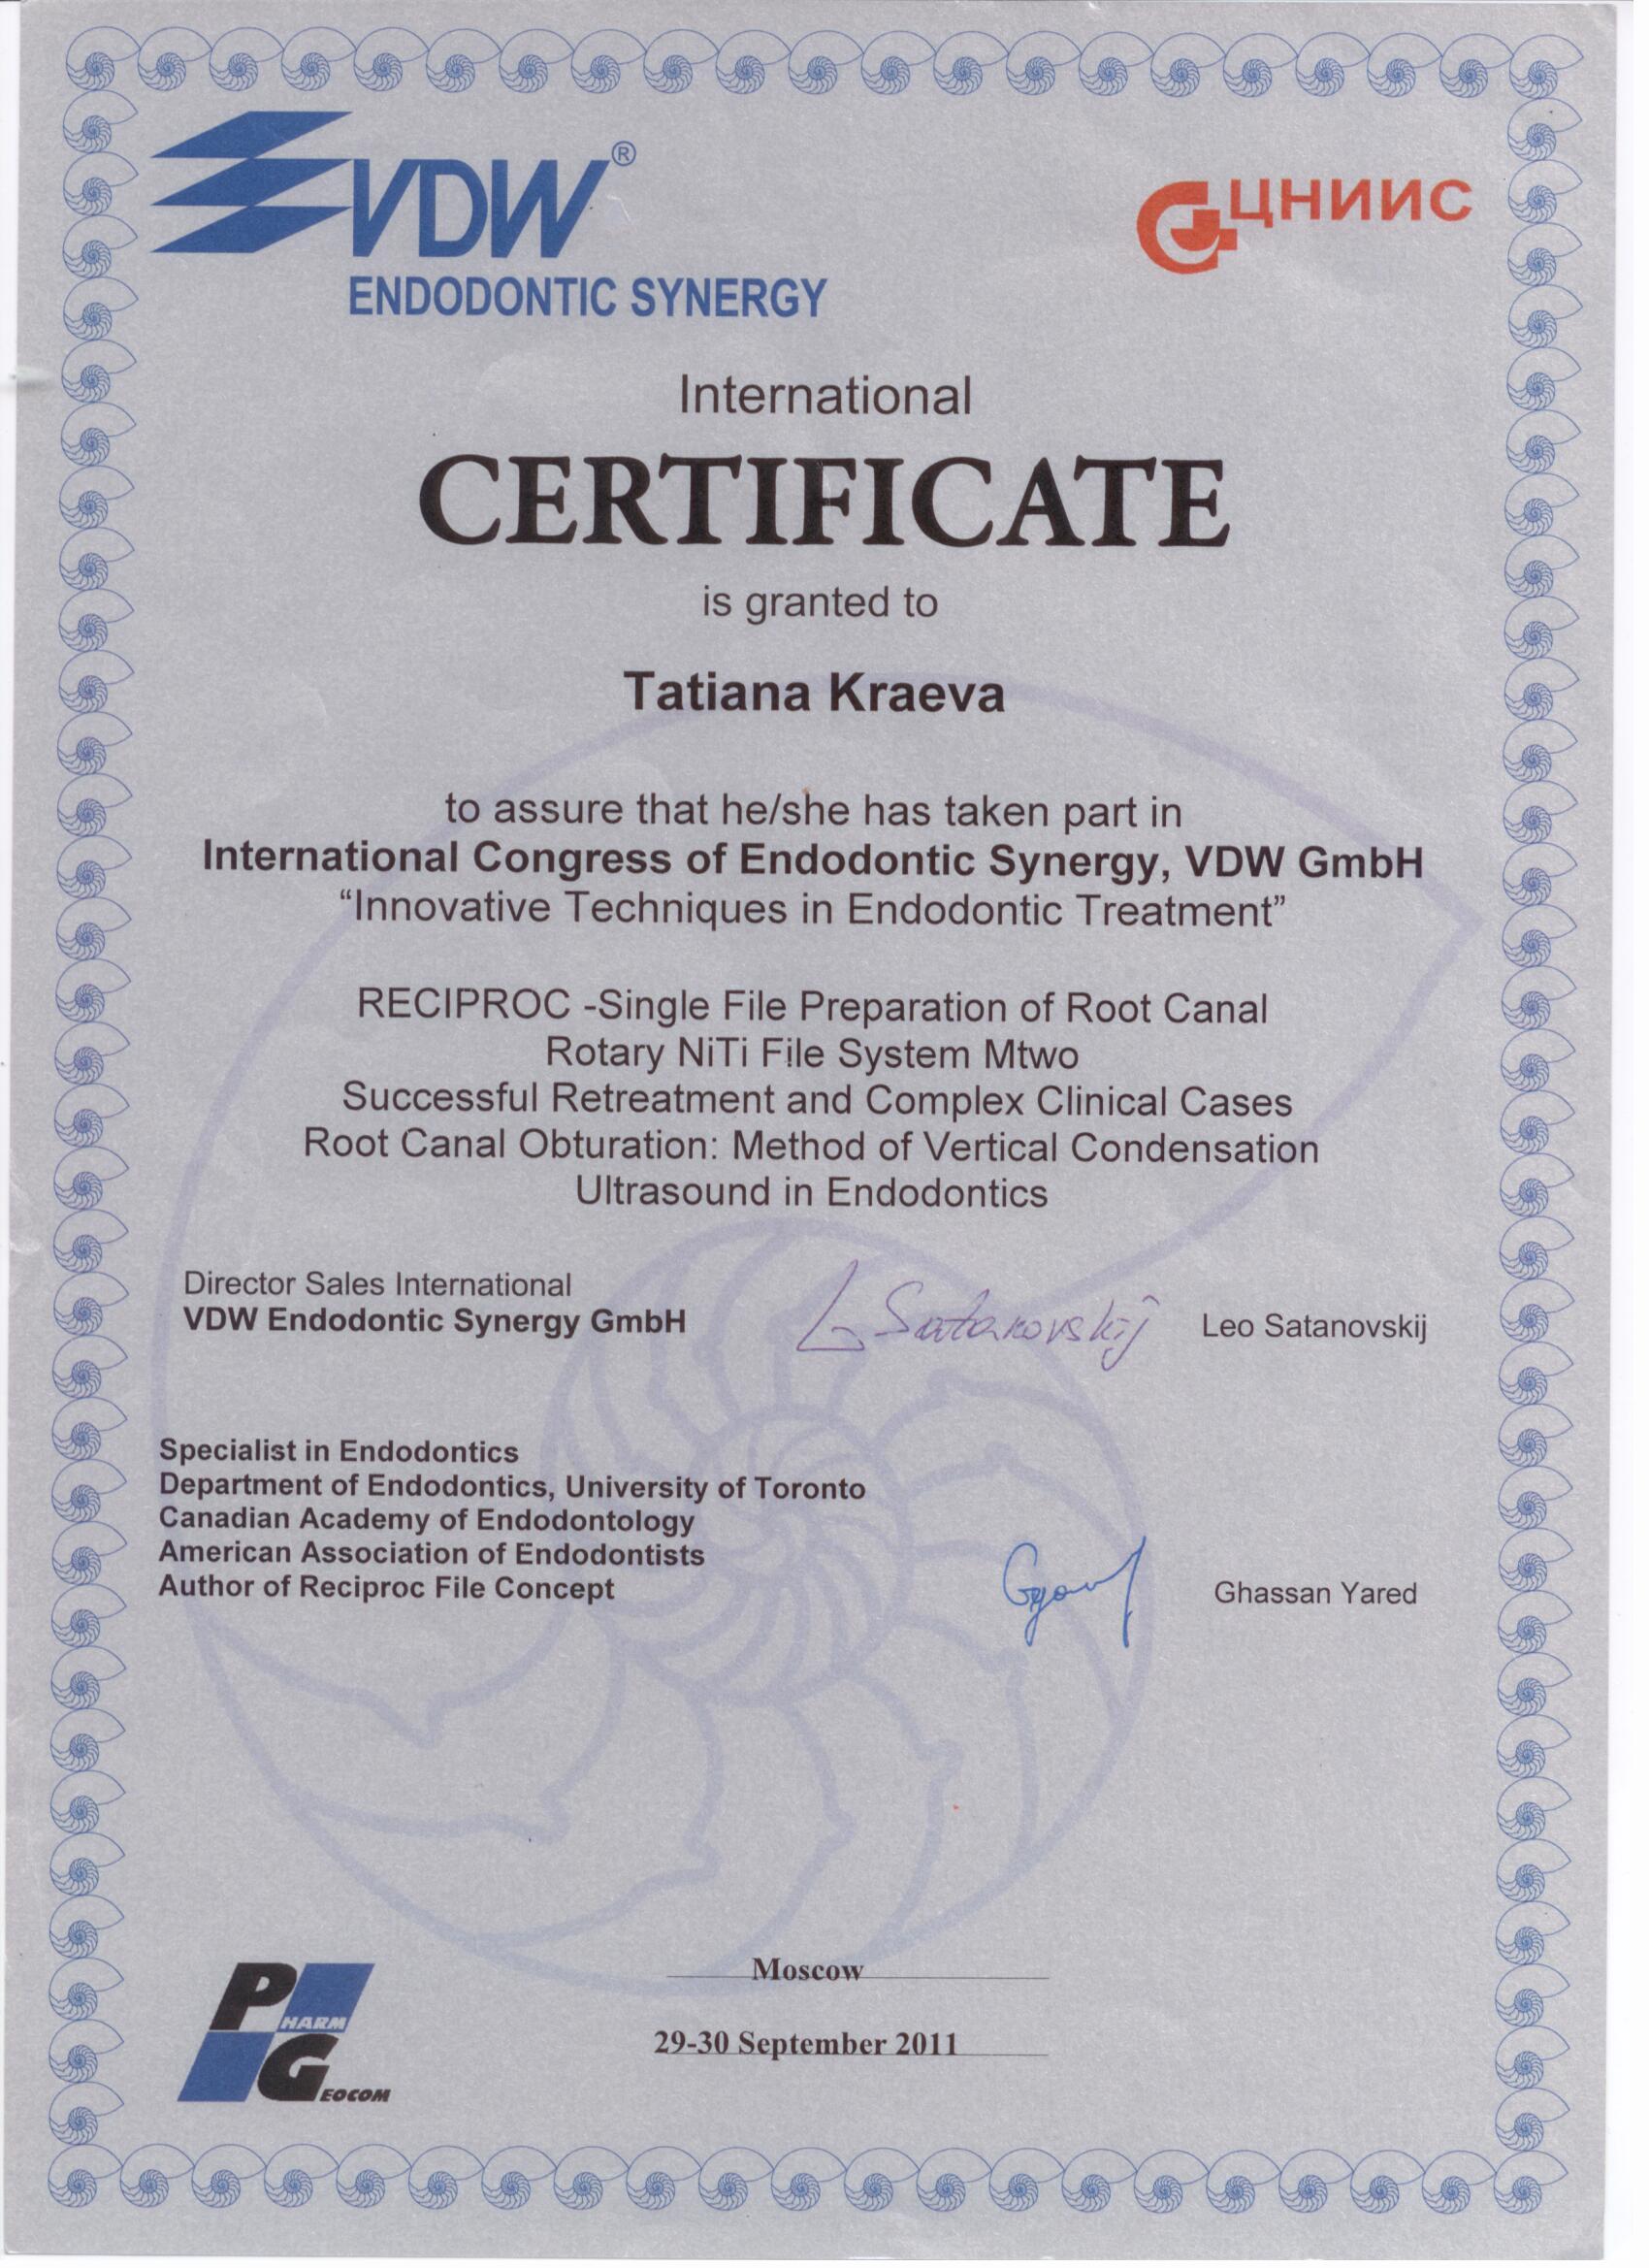 VDW®
ENDODONTIC SYNERGY
ЦНИИС
International
CERTIFICATE
is granted to
Tatiana Kraeva
to assure that he/she has taken part in
International Congress of Endodontic Synergy, VDW GmbH
“Innovative Techniques in Endodontic Treatment”
RECIPROC -Single File Preparation of Root Canal
Rotary NiTi File System Mtwo
Successful Retreatment and Complex Clinical Cases
Root Canal Obturation: Method of Vertical Condensation
Ultrasound in Endodontics
Director Sales International
VDW Endodontic Synergy GmbH
L Satanovskij
Leo Satanovskij
Specialist in Endodontics
Department of Endodontics, University of Toronto
Canadian Academy of Endodontology
American Association of Endodontists
Author of Reciproc File Concept
Ghassan Yared
Moscow
29-30 September 2011
PHARM
GEOCOM